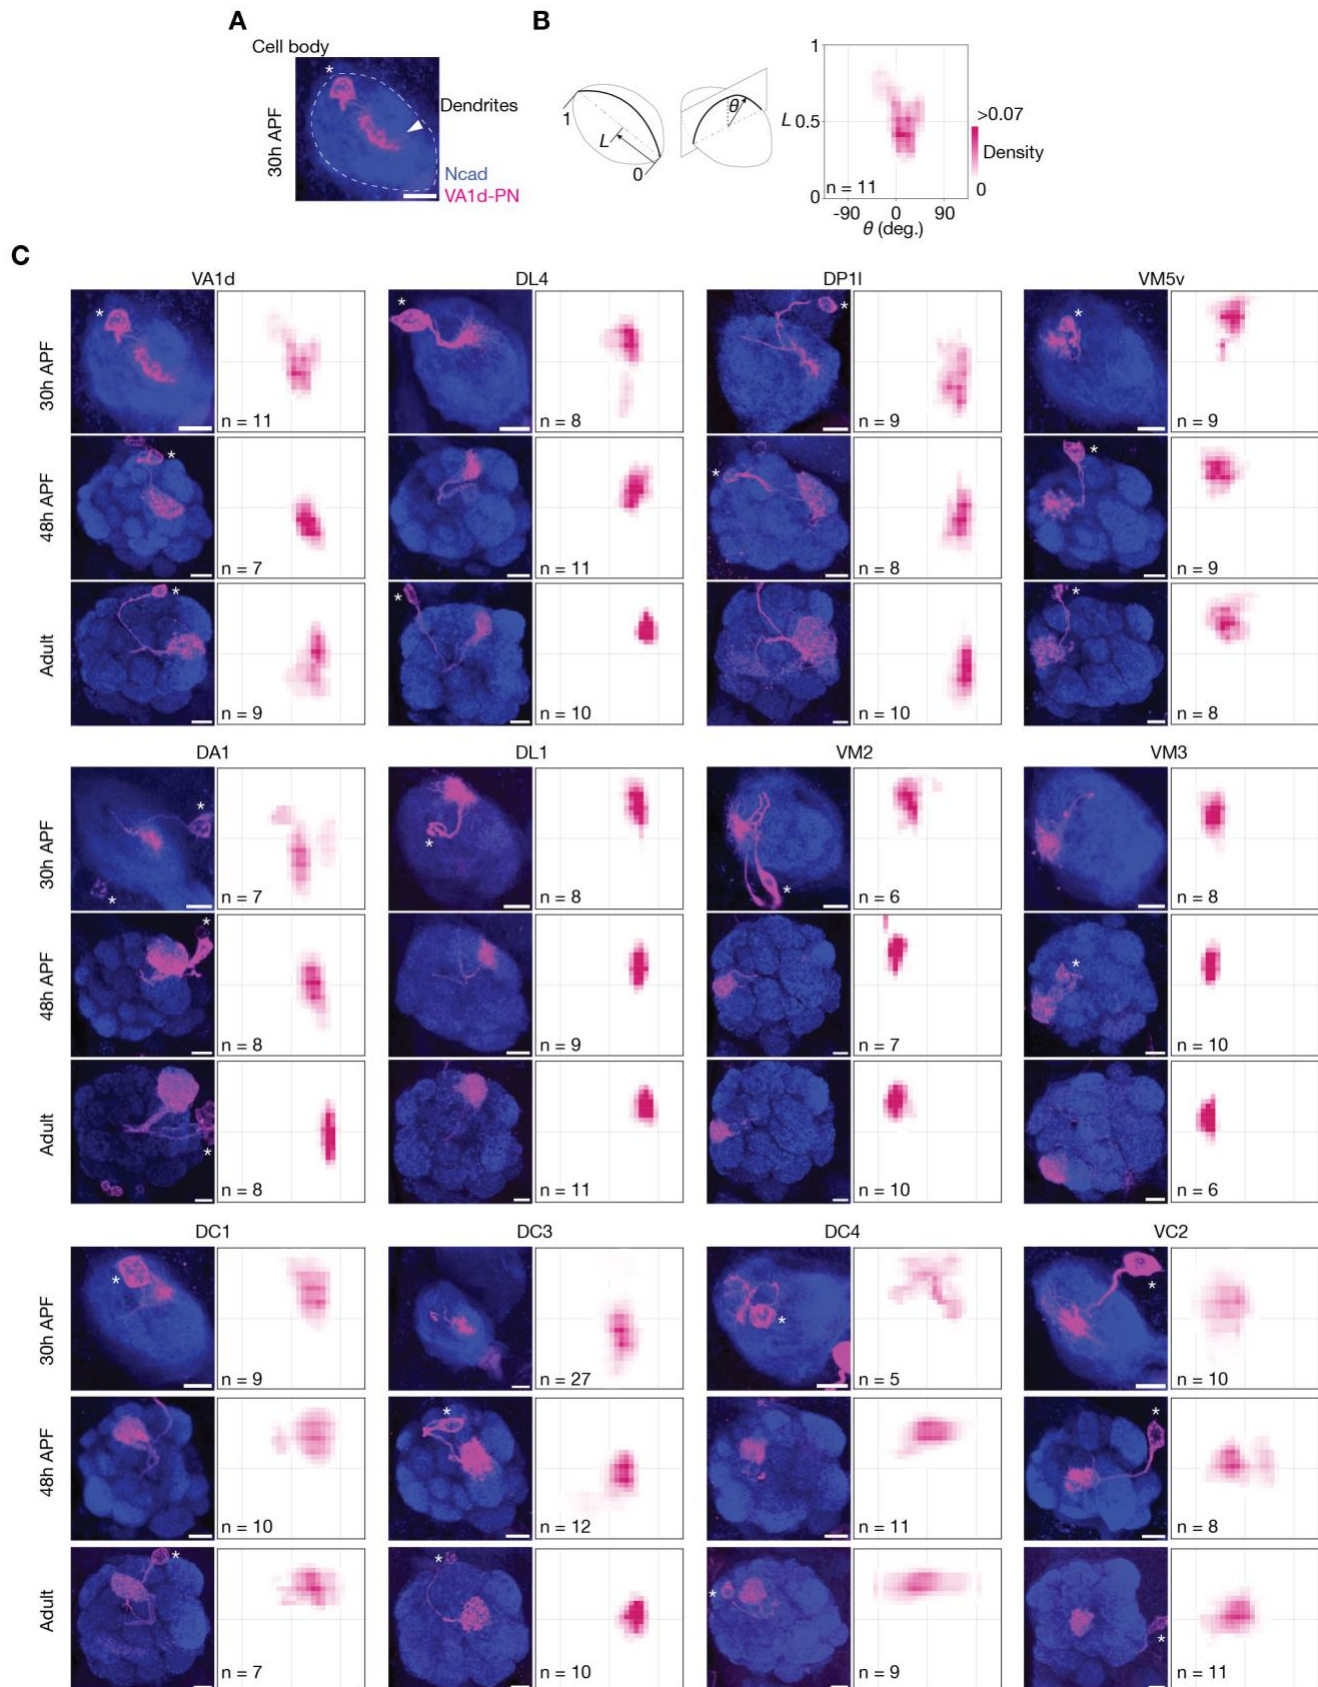 A
B
Cell body
*
30h APF
Dendrites
Ncad
VA1d-PN
1
L
0
θ
1
L 0.5
0
n = 11
-90 0 90
θ (deg.)
>0.07
Density
0
C
VA1d DL4 DP1l VM5v
30h APF
* * * *
n = 11 n = 8 n = 9 n = 9
48h APF
* * *
n = 7 n = 11 n = 8 n = 9
Adult
* * *
n = 9 n = 10 n = 10 n = 8
DA1 DL1 VM2 VM3
30h APF
* * * *
n = 7 n = 8 n = 6 n = 8
48h APF
* *
n = 8 n = 9 n = 7 n = 10
Adult
*
n = 8 n = 11 n = 10 n = 6
DC1 DC3 DC4 VC2
30h APF
* * *
n = 9 n = 27 n = 5 n = 10
48h APF
* *
n = 10 n = 12 n = 11 n = 8
Adult
* * * *
n = 7 n = 10 n = 9 n = 11